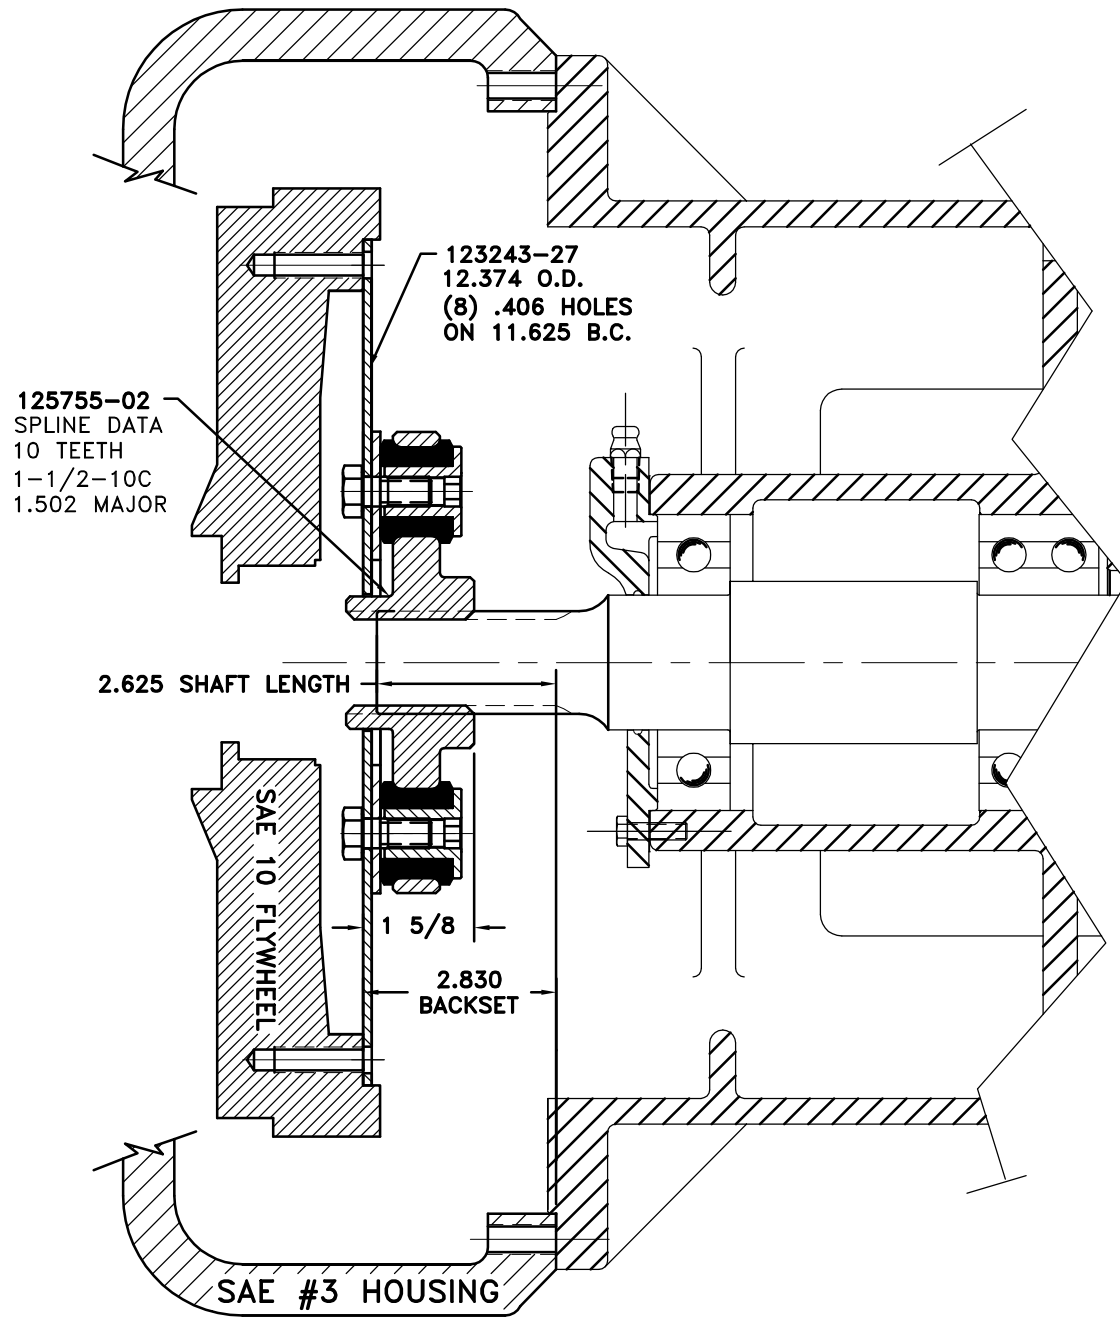 123243-27
12.374 O.D.
(8) .406 HOLES
ON 11.625 B.C.
125755-02
SPLINE DATA
10 TEETH
1-1/2-10C
1.502 MAJOR
2.625 SHAFT LENGTH
SAE 10 FLYWHEEL
1 5/8
2.830
BACKSET
SAE #3 HOUSING